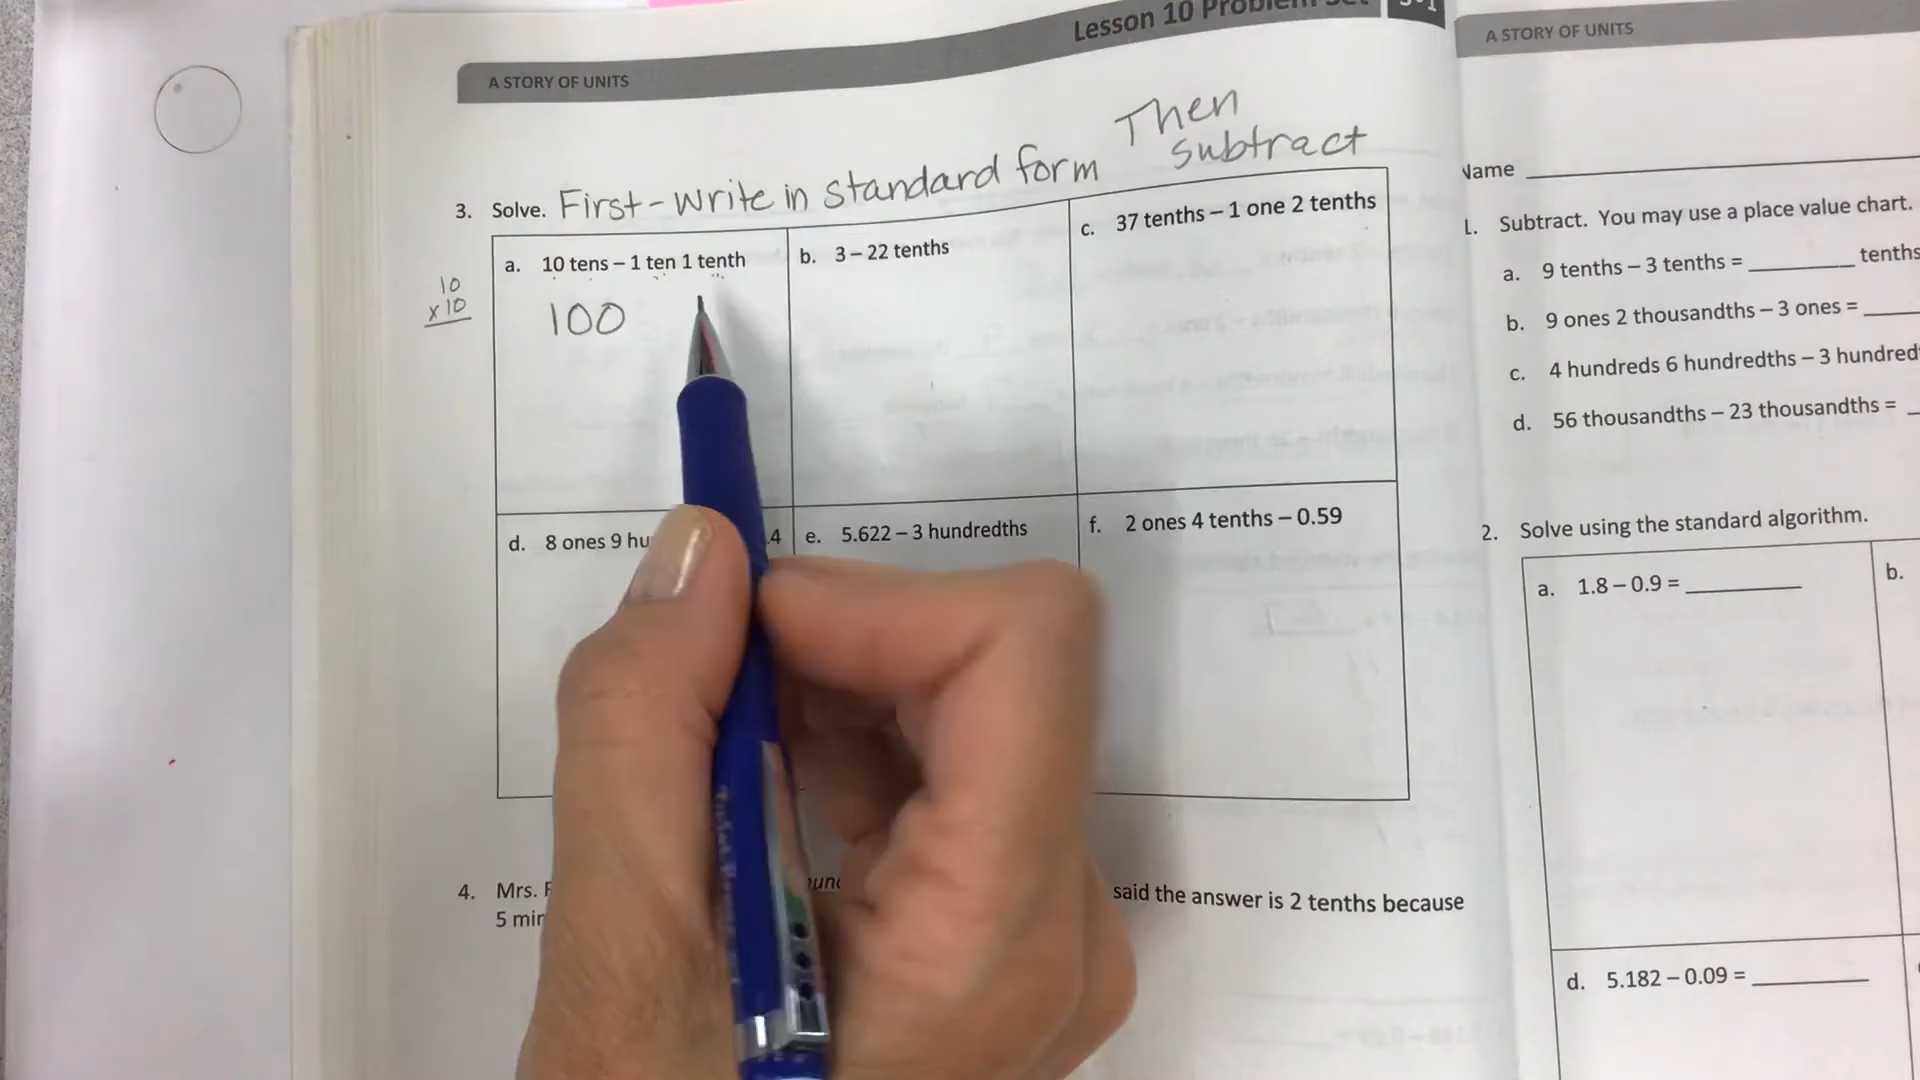 Lesson 10 Problem Set
A STORY OF UNITS
Then
subtract
3. Solve. First - write in standard form
a. 10 tens – 1 ten 1 tenth
b. 3 – 22 tenths
c. 37 tenths – 1 one 2 tenths
10
x 10
100
d. 8 ones 9 hu .4
e. 5.622 – 3 hundredths
f. 2 ones 4 tenths – 0.59
4. Mrs. said the answer is 2 tenths because
5 min
A STORY OF UNITS
Name
1. Subtract. You may use a place value chart.
a. 9 tenths – 3 tenths = tenths
b. 9 ones 2 thousandths – 3 ones =
c. 4 hundreds 6 hundredths – 3 hundred
d. 56 thousandths – 23 thousandths =
2. Solve using the standard algorithm.
a. 1.8 – 0.9 =
b.
d. 5.182 – 0.09 =